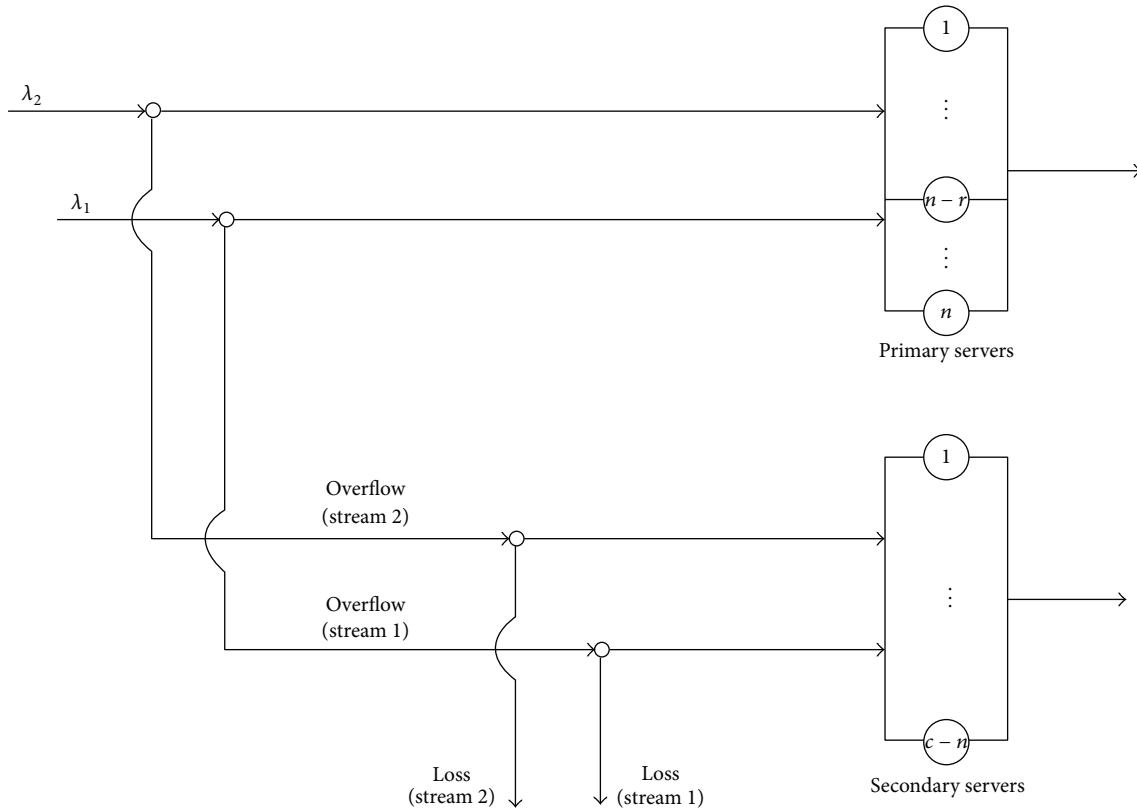 λ₂
λ₁
1
⋮
n − r
⋮
n
Primary servers
Overflow
(stream 2)
Overflow
(stream 1)
1
⋮
c − n
Secondary servers
Loss
(stream 2)
Loss
(stream 1)